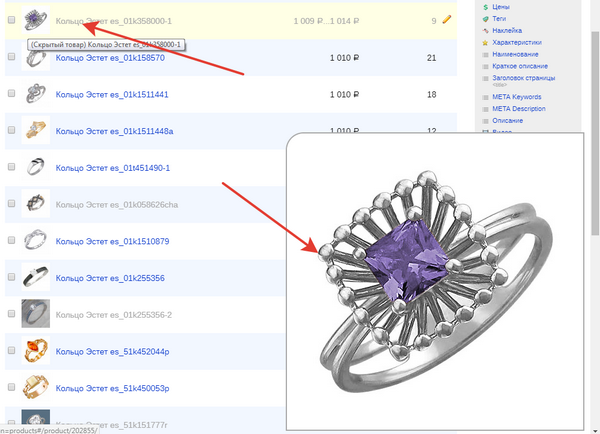 Кольцо Эстет es_01k358000-1 1 009 ₽...1 014 ₽ 9
(Скрытый товар) Кольцо Эстет es_01k358000-1
Кольцо Эстет es_01k158570 1 010 ₽ 21
Кольцо Эстет es_01k1511441 1 010 ₽ 18
Кольцо Эстет es_01k1511448a 1 010 ₽ 12
Кольцо Эстет es_01t451490-1
Кольцо Эстет es_01k058626cha
Кольцо Эстет es_01k1510879
Кольцо Эстет es_01k255356
Кольцо Эстет es_01k255356-2
Кольцо Эстет es_51k452044p
Кольцо Эстет es_51k450053p
Кольцо Эстет es_51k151777r
n=products#/product/202855/
Цены
Теги
Наклейка
Характеристики
Наименование
Краткое описание
Заголовок страницы
<title>
META Keywords
META Description
Описание